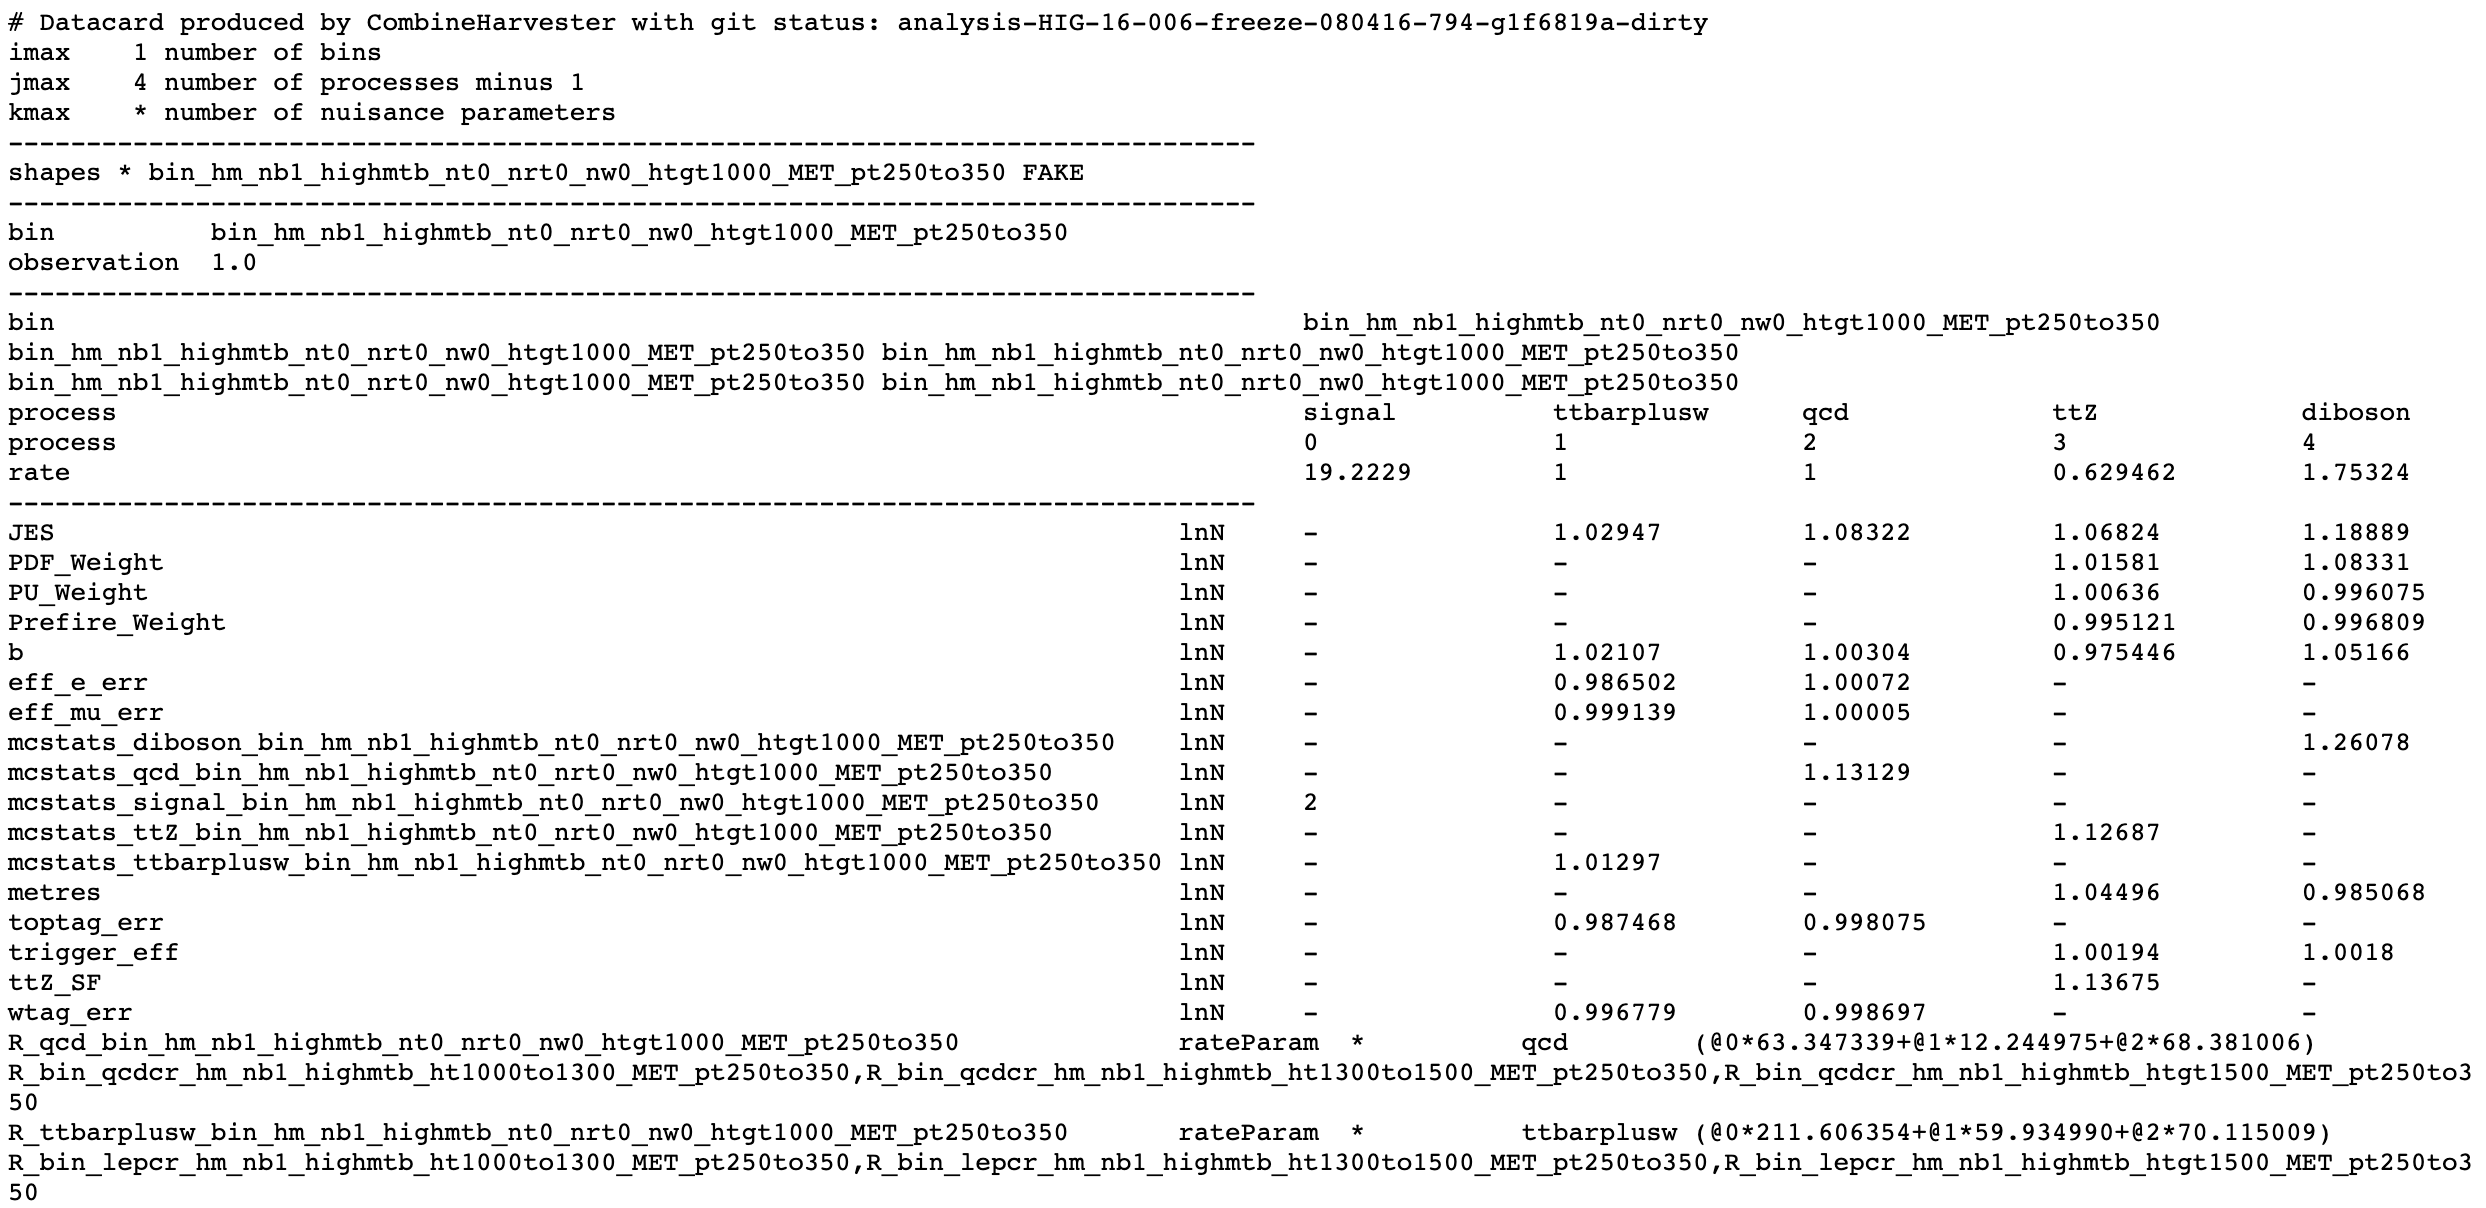 # Datacard produced by CombineHarvester with git status: analysis-HIG-16-006-freeze-080416-794-g1f6819a-dirty
imax    1 number of bins
jmax    4 number of processes minus 1
kmax    * number of nuisance parameters
--------------------------------------------------------------------------------
shapes * bin_hm_nb1_highmtb_nt0_nrt0_nw0_htgt1000_MET_pt250to350 FAKE
--------------------------------------------------------------------------------
bin          bin_hm_nb1_highmtb_nt0_nrt0_nw0_htgt1000_MET_pt250to350
observation  1.0
--------------------------------------------------------------------------------
bin                                                                                bin_hm_nb1_highmtb_nt0_nrt0_nw0_htgt1000_MET_pt250to350
bin_hm_nb1_highmtb_nt0_nrt0_nw0_htgt1000_MET_pt250to350 bin_hm_nb1_highmtb_nt0_nrt0_nw0_htgt1000_MET_pt250to350
bin_hm_nb1_highmtb_nt0_nrt0_nw0_htgt1000_MET_pt250to350 bin_hm_nb1_highmtb_nt0_nrt0_nw0_htgt1000_MET_pt250to350
process                                                                            signal          ttbarplusw      qcd             ttZ             diboson
process                                                                            0               1               2               3               4
rate                                                                               19.2229         1               1               0.629462        1.75324
--------------------------------------------------------------------------------
JES                                                                        lnN     -               1.02947         1.08322         1.06824         1.18889
PDF_Weight                                                                 lnN     -               -               -               1.01581         1.08331
PU_Weight                                                                  lnN     -               -               -               1.00636         0.996075
Prefire_Weight                                                             lnN     -               -               -               0.995121        0.996809
b                                                                          lnN     -               1.02107         1.00304         0.975446        1.05166
eff_e_err                                                                  lnN     -               0.986502        1.00072         -               -
eff_mu_err                                                                 lnN     -               0.999139        1.00005         -               -
mcstats_diboson_bin_hm_nb1_highmtb_nt0_nrt0_nw0_htgt1000_MET_pt250to350    lnN     -               -               -               -               1.26078
mcstats_qcd_bin_hm_nb1_highmtb_nt0_nrt0_nw0_htgt1000_MET_pt250to350        lnN     -               -               1.13129         -               -
mcstats_signal_bin_hm_nb1_highmtb_nt0_nrt0_nw0_htgt1000_MET_pt250to350     lnN     2               -               -               -               -
mcstats_ttZ_bin_hm_nb1_highmtb_nt0_nrt0_nw0_htgt1000_MET_pt250to350        lnN     -               -               -               1.12687         -
mcstats_ttbarplusw_bin_hm_nb1_highmtb_nt0_nrt0_nw0_htgt1000_MET_pt250to350 lnN     -               1.01297         -               -               -
metres                                                                     lnN     -               -               -               1.04496         0.985068
toptag_err                                                                 lnN     -               0.987468        0.998075        -               -
trigger_eff                                                                lnN     -               -               -               1.00194         1.0018
ttZ_SF                                                                     lnN     -               -               -               1.13675         -
wtag_err                                                                   lnN     -               0.996779        0.998697        -               -
R_qcd_bin_hm_nb1_highmtb_nt0_nrt0_nw0_htgt1000_MET_pt250to350              rateParam  *          qcd        (@0*63.347339+@1*12.244975+@2*68.381006)
R_bin_qcdcr_hm_nb1_highmtb_ht1000to1300_MET_pt250to350,R_bin_qcdcr_hm_nb1_highmtb_ht1300to1500_MET_pt250to350,R_bin_qcdcr_hm_nb1_highmtb_htgt1500_MET_pt250to3
50
R_ttbarplusw_bin_hm_nb1_highmtb_nt0_nrt0_nw0_htgt1000_MET_pt250to350       rateParam  *          ttbarplusw (@0*211.606354+@1*59.934990+@2*70.115009)
R_bin_lepcr_hm_nb1_highmtb_ht1000to1300_MET_pt250to350,R_bin_lepcr_hm_nb1_highmtb_ht1300to1500_MET_pt250to350,R_bin_lepcr_hm_nb1_highmtb_htgt1500_MET_pt250to3
50